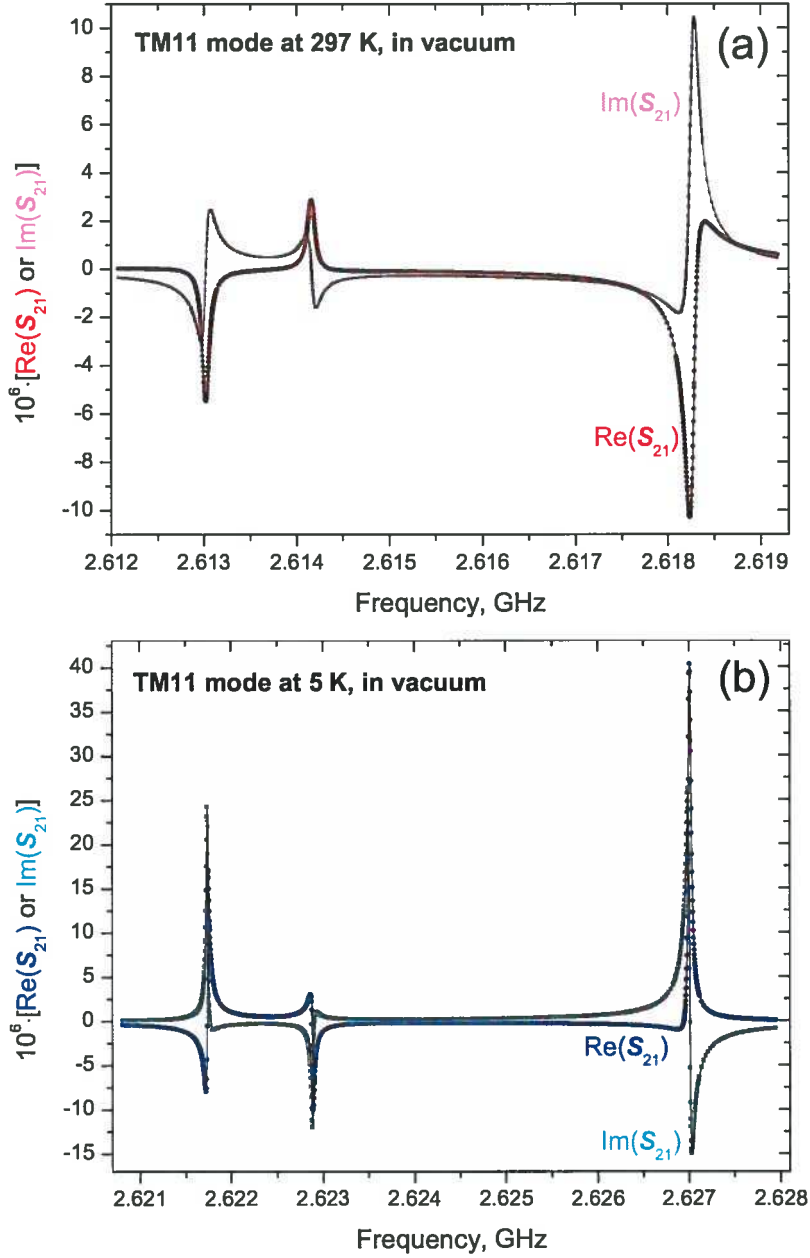 TM11 mode at 297 K, in vacuum
(a)
Im(S21)
Re(S21)
10^6·[Re(S21) or Im(S21)]
10
8
6
4
2
0
-2
-4
-6
-8
-10
2.612 2.613 2.614 2.615 2.616 2.617 2.618 2.619
Frequency, GHz
TM11 mode at 5 K, in vacuum
(b)
Re(S21)
Im(S21)
10^6·[Re(S21) or Im(S21)]
40
35
30
25
20
15
10
5
0
-5
-10
-15
2.621 2.622 2.623 2.624 2.625 2.626 2.627 2.628
Frequency, GHz